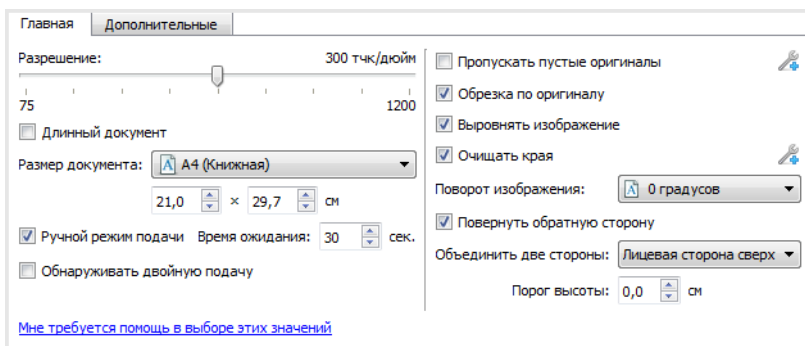 Главная Дополнительные
Разрешение: 300 тчк/дюйм
75 1200
Длинный документ
Размер документа: A4 (Книжная)
21,0 × 29,7 см
Ручной режим подачи Время ожидания: 30 сек.
Обнаруживать двойную подачу
Мне требуется помощь в выборе этих значений
Пропускать пустые оригиналы
Обрезка по оригиналу
Выровнять изображение
Очищать края
Поворот изображения: 0 градусов
Повернуть обратную сторону
Объединить две стороны: Лицевая сторона сверх
Порог высоты: 0,0 см